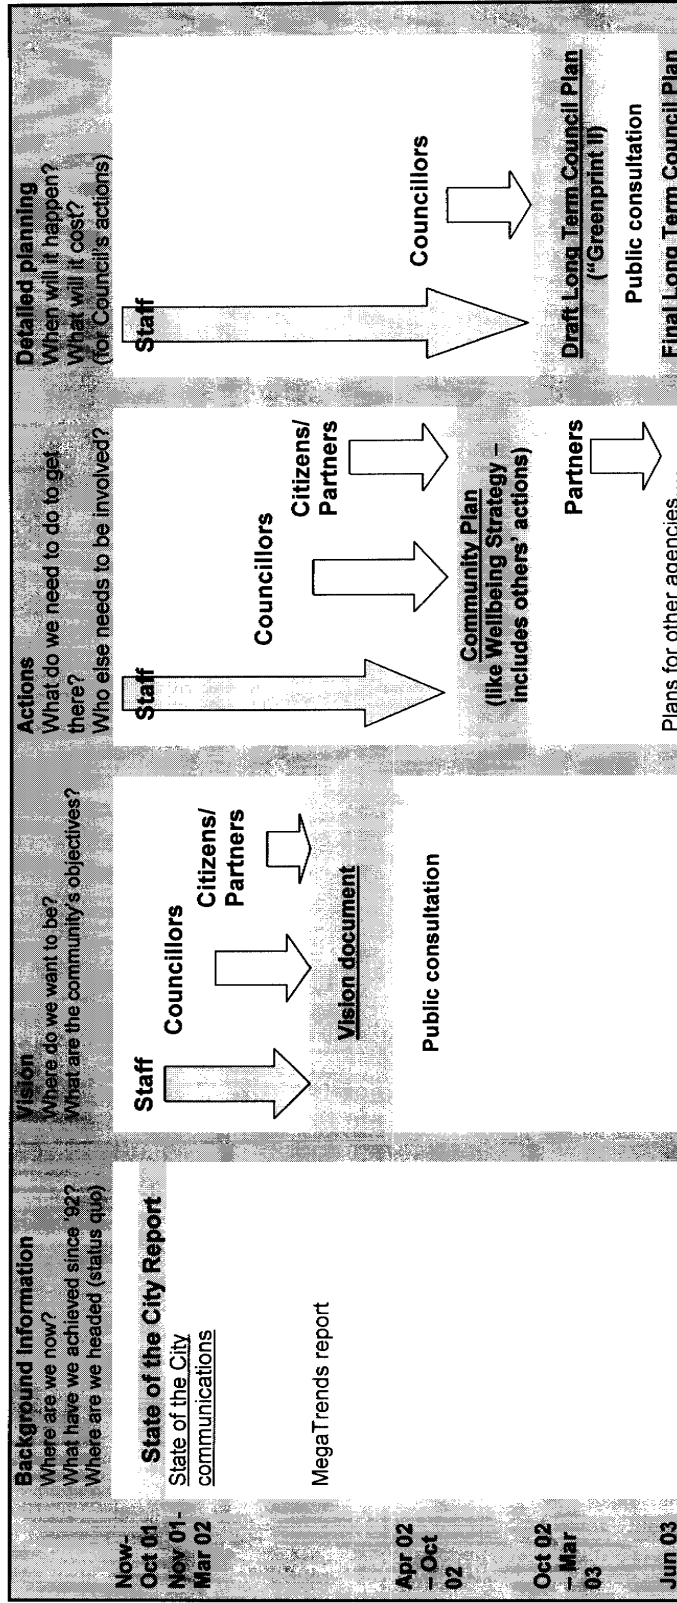 Background Information
Where are we now?
What have we achieved since '92?
Where are we headed (status quo)
Vision
Where do we want to be?
What are the community's objectives?
Actions
What do we need to do to get
there?
Who else needs to be involved?
Detailed planning
When will it happen?
What will it cost?
(for Council's actions)
Now-
Oct 01
State of the City Report
Nov 01-
Mar 02
State of the City
communications
MegaTrends report
Staff
Councillors
Citizens/
Partners
Vision document
Public consultation
Staff
Councillors
Citizens/
Partners
Community Plan
(like Wellbeing Strategy –
includes others' actions)
Partners
Plans for other agencies
Staff
Councillors
Draft Long Term Council Plan
("Greenprint II)
Public consultation
Final Long Term Council Plan
Apr 02
– Oct
02
Oct 02
– Mar
03
Jun 03